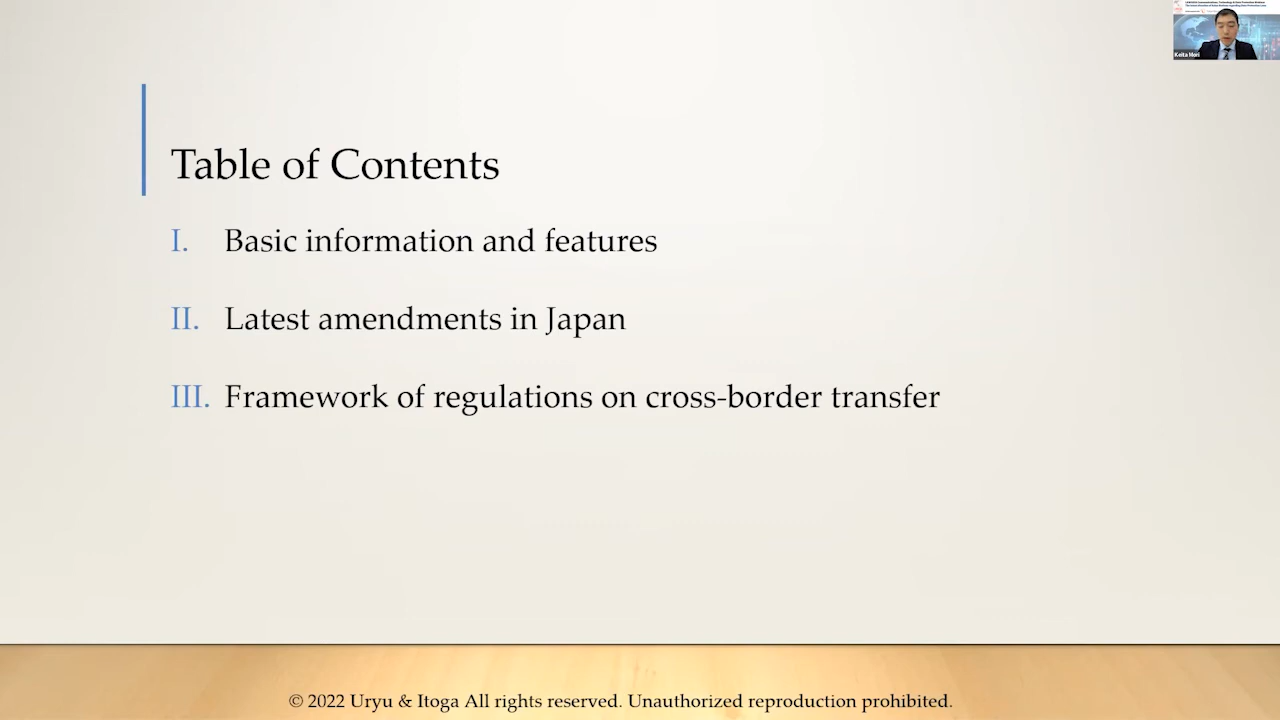 Table of Contents
I. Basic information and features
II. Latest amendments in Japan
III. Framework of regulations on cross-border transfer
© 2022 Uryu & Itoga All rights reserved. Unauthorized reproduction prohibited.
Keita Mori